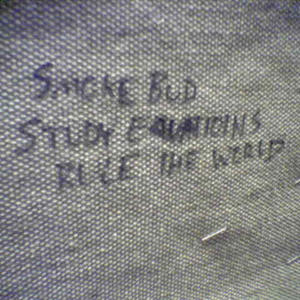 SMOKE BUD
STUDY EQUATIONS
RULE THE WORLD